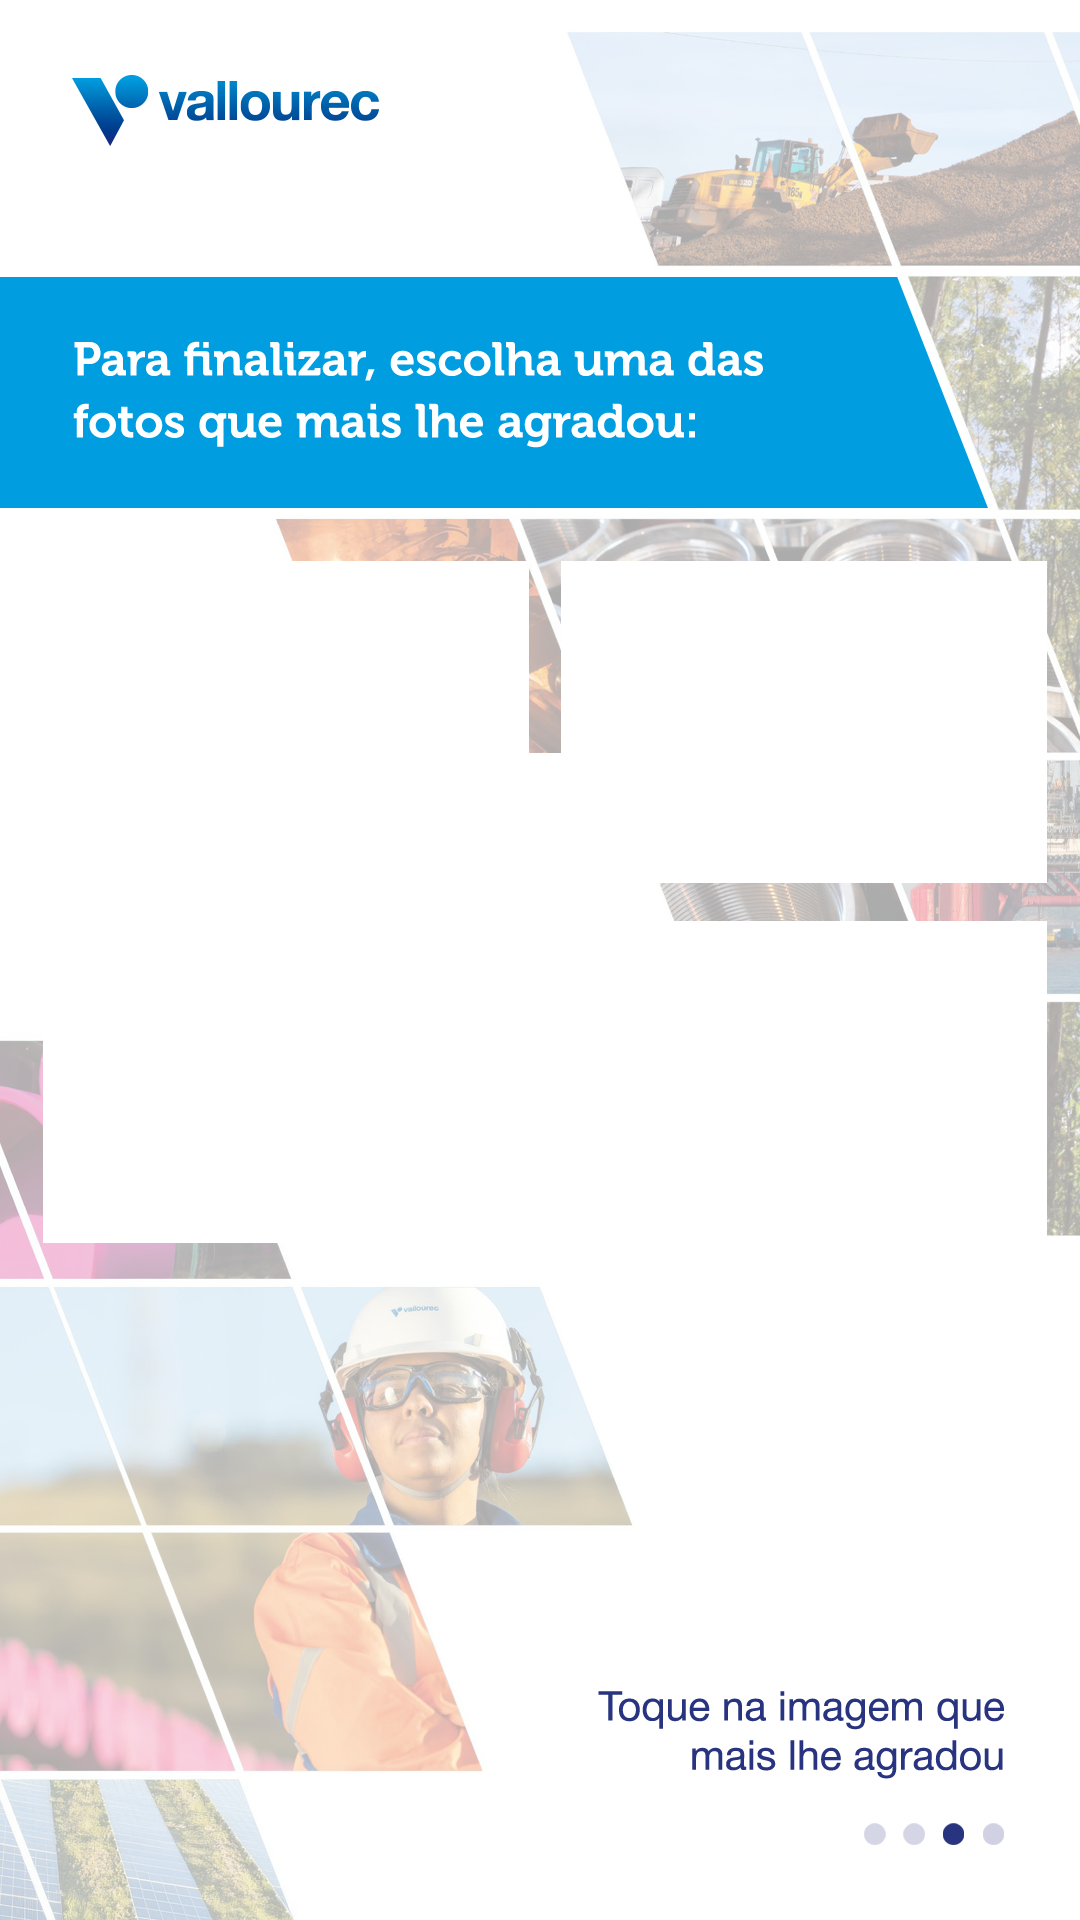 vallourec
Para finalizar, escolha uma das
fotos que mais lhe agradou:
vallourec
Toque na imagem que
mais lhe agradou